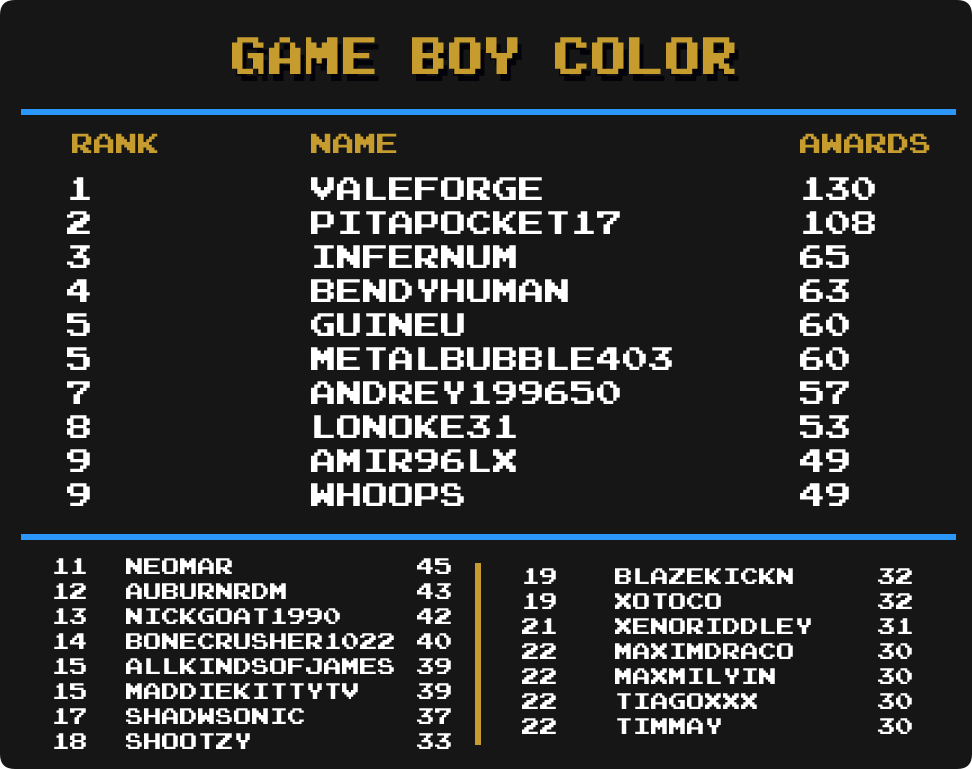 GAME BOY COLOR
RANK NAME AWARDS
1 VALEFORGE 130
2 PITAPOCKET17 108
3 INFERNUM 65
4 BENDYHUMAN 63
5 GUINEU 60
5 METALBUBBLE403 60
7 ANDREY199650 57
8 LONOKE31 53
9 AMIR96LX 49
9 WHOOPS 49
11 NEOMAR 45
12 AUBURNRDM 43
13 NICKGOAT1990 42
14 BONECRUSHER1022 40
15 ALLKINDSOFJAMES 39
15 MADDIEKITTYTV 39
17 SHADWSONIC 37
18 SHOOTZY 33
19 BLAZEKICKN 32
19 XOTOCO 32
21 XENORIDDLEY 31
22 MAXIMDRACO 30
22 MAXMILYIN 30
22 TIAGOXXX 30
22 TIMMAY 30